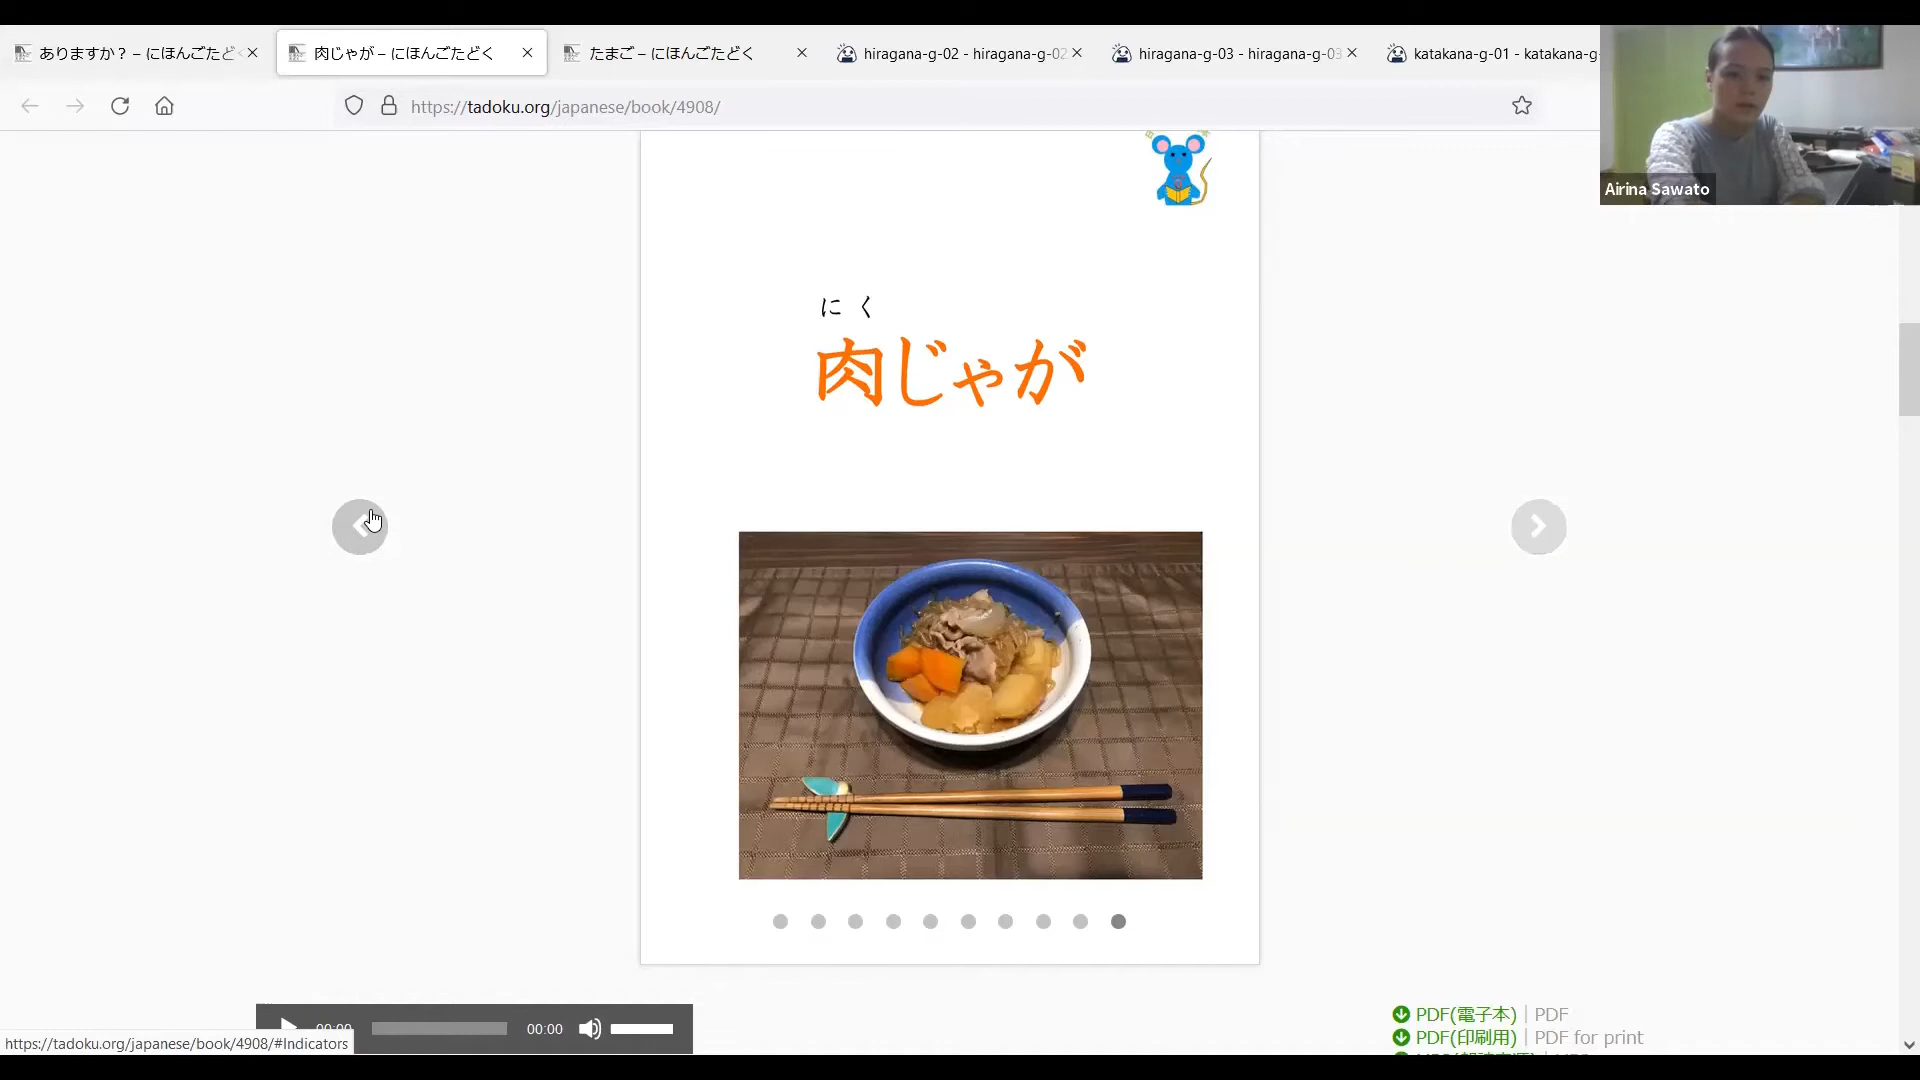 ありますか？ – にほんごたど
肉じゃが – にほんごたどく
たまご – にほんごたどく
hiragana-g-02 - hiragana-g-02
hiragana-g-03 - hiragana-g-03
katakana-g-01 - katakana-g-
https://tadoku.org/japanese/book/4908/
Airina Sawato
にく
肉じゃが
00:00
00:00
PDF(電子本) | PDF
PDF(印刷用) | PDF for print
https://tadoku.org/japanese/book/4908/#Indicators